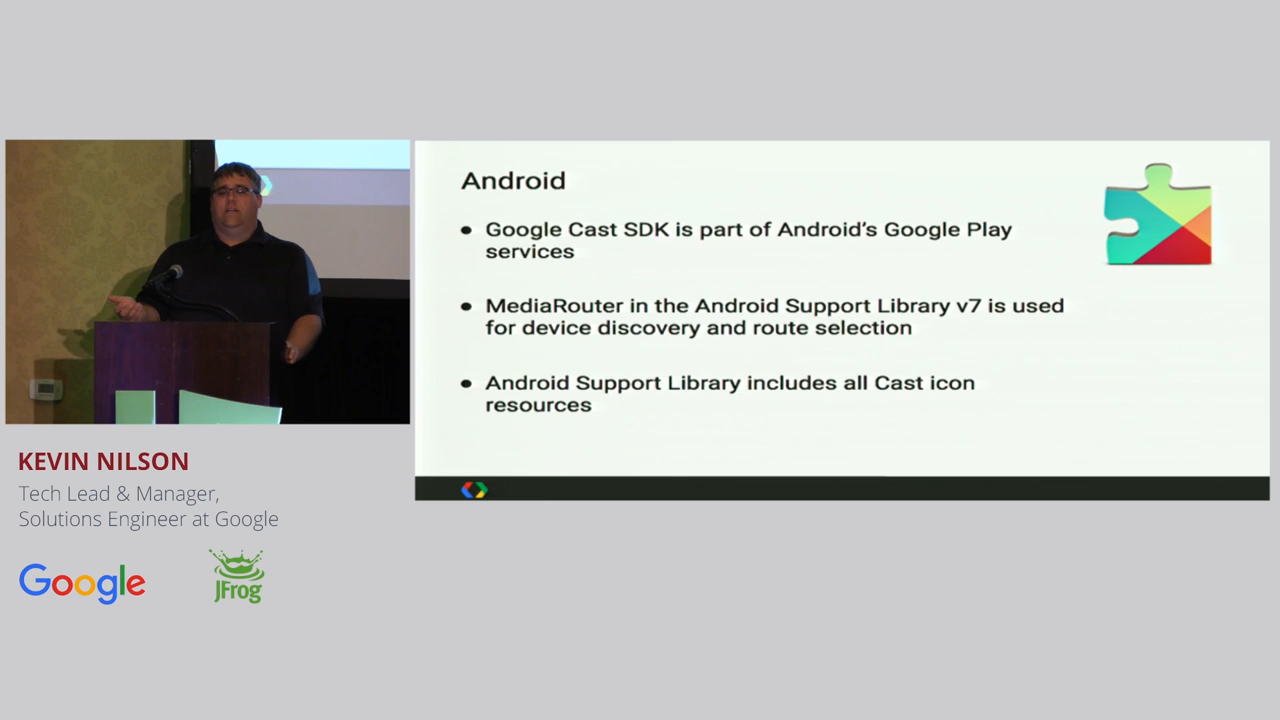 Android
• Google Cast SDK is part of Android's Google Play
services
• MediaRouter in the Android Support Library v7 is used
for device discovery and route selection
• Android Support Library includes all Cast icon
resources
KEVIN NILSON
Tech Lead & Manager,
Solutions Engineer at Google
Google
JFrog